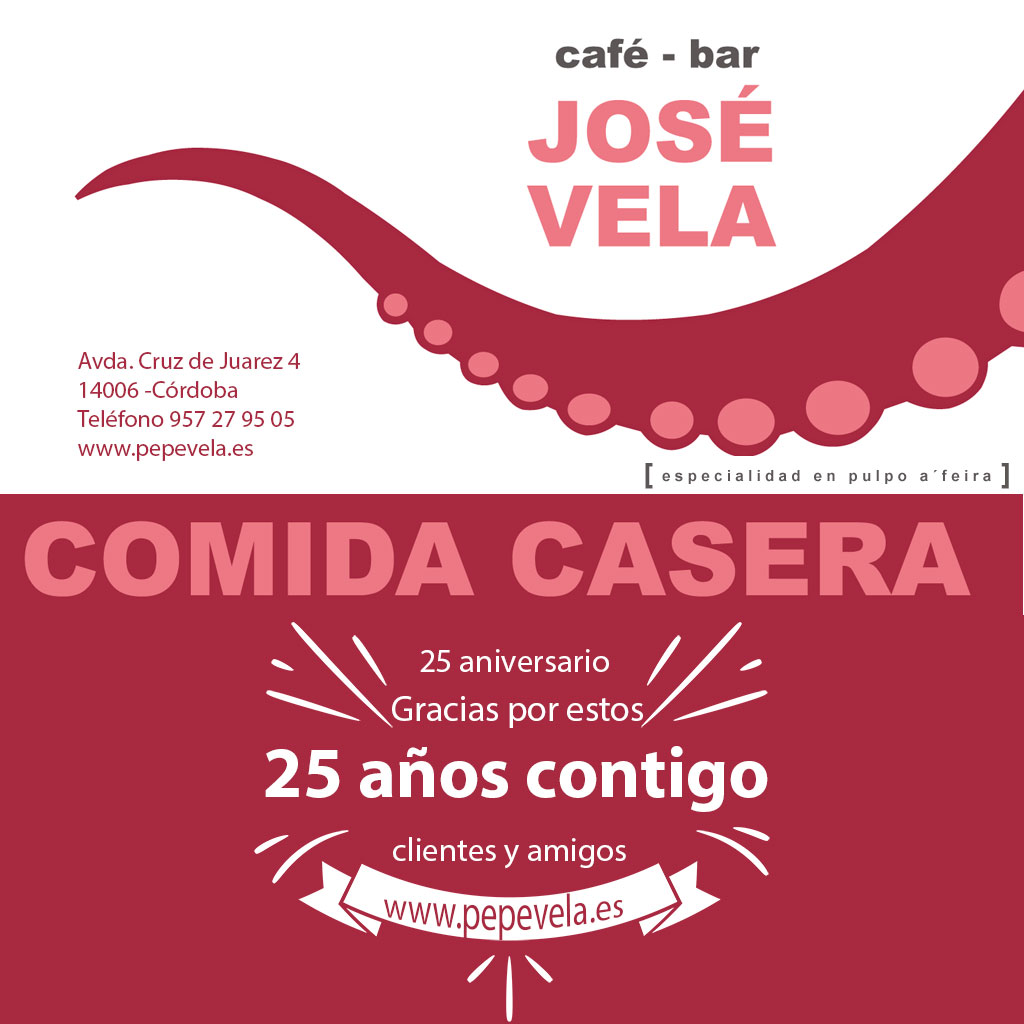 café - bar
JOSÉ
VELA
Avda. Cruz de Juarez 4
14006 -Córdoba
Teléfono 957 27 95 05
www.pepevela.es
[ especialidad en pulpo a´feira ]
COMIDA CASERA
25 aniversario
Gracias por estos
25 años contigo
clientes y amigos
www.pepevela.es